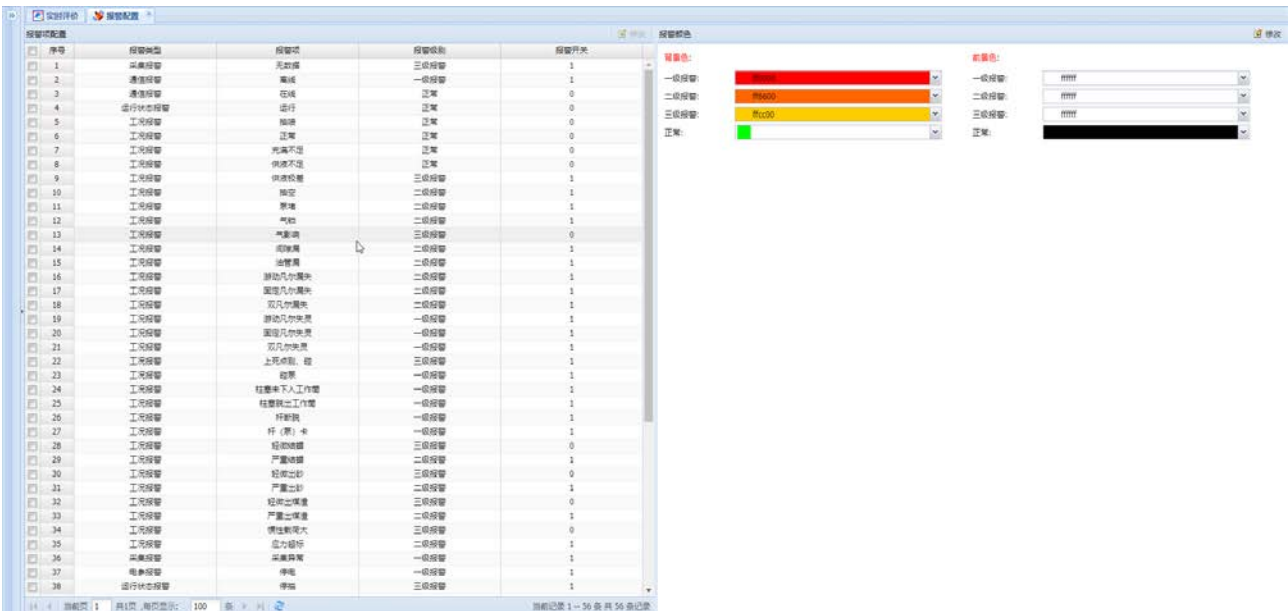 实时评价 报警配置
报警项配置 修改
序号 报警类型 报警项 报警级别 报警开关
1 采集报警 无数据 三级报警 1
2 通信报警 离线 一级报警 1
3 通信报警 在线 正常 0
4 运行状态报警 运行 正常 0
5 工况报警 抽喷 正常 0
6 工况报警 正常 正常 0
7 工况报警 充满不足 正常 0
8 工况报警 供液不足 正常 0
9 工况报警 供液极差 三级报警 1
10 工况报警 抽空 二级报警 1
11 工况报警 泵堵 二级报警 1
12 工况报警 气锁 二级报警 1
13 工况报警 气影响 三级报警 0
14 工况报警 间隙漏 二级报警 1
15 工况报警 油管漏 二级报警 1
16 工况报警 游动凡尔漏失 二级报警 1
17 工况报警 固定凡尔漏失 二级报警 1
18 工况报警 双凡尔漏失 二级报警 1
19 工况报警 游动凡尔失灵 一级报警 1
20 工况报警 固定凡尔失灵 一级报警 1
21 工况报警 双凡尔失灵 一级报警 1
22 工况报警 上死点刮、碰 三级报警 1
23 工况报警 碰泵 一级报警 1
24 工况报警 柱塞未下入工作筒 一级报警 1
25 工况报警 柱塞脱出工作筒 一级报警 1
26 工况报警 杆断脱 一级报警 1
27 工况报警 杆（泵）卡 一级报警 1
28 工况报警 轻微结蜡 三级报警 0
29 工况报警 严重结蜡 二级报警 1
30 工况报警 轻微出砂 三级报警 0
31 工况报警 严重出砂 二级报警 1
32 工况报警 轻微出煤渣 三级报警 0
33 工况报警 严重出煤渣 二级报警 1
34 工况报警 惯性载荷大 三级报警 0
35 工况报警 应力超标 二级报警 1
36 采集报警 采集异常 一级报警 1
37 电参报警 停电 一级报警 1
38 运行状态报警 停抽 三级报警 1
当前页 1 共1页 ,每页显示: 100 条 当前记录 1 -- 56 条 共 56 条记录
报警颜色 修改
背景色: 前景色:
一级报警: ff0000 一级报警: ffffff
二级报警: ff6600 二级报警: ffffff
三级报警: ffcc00 三级报警: ffffff
正常: 正常: